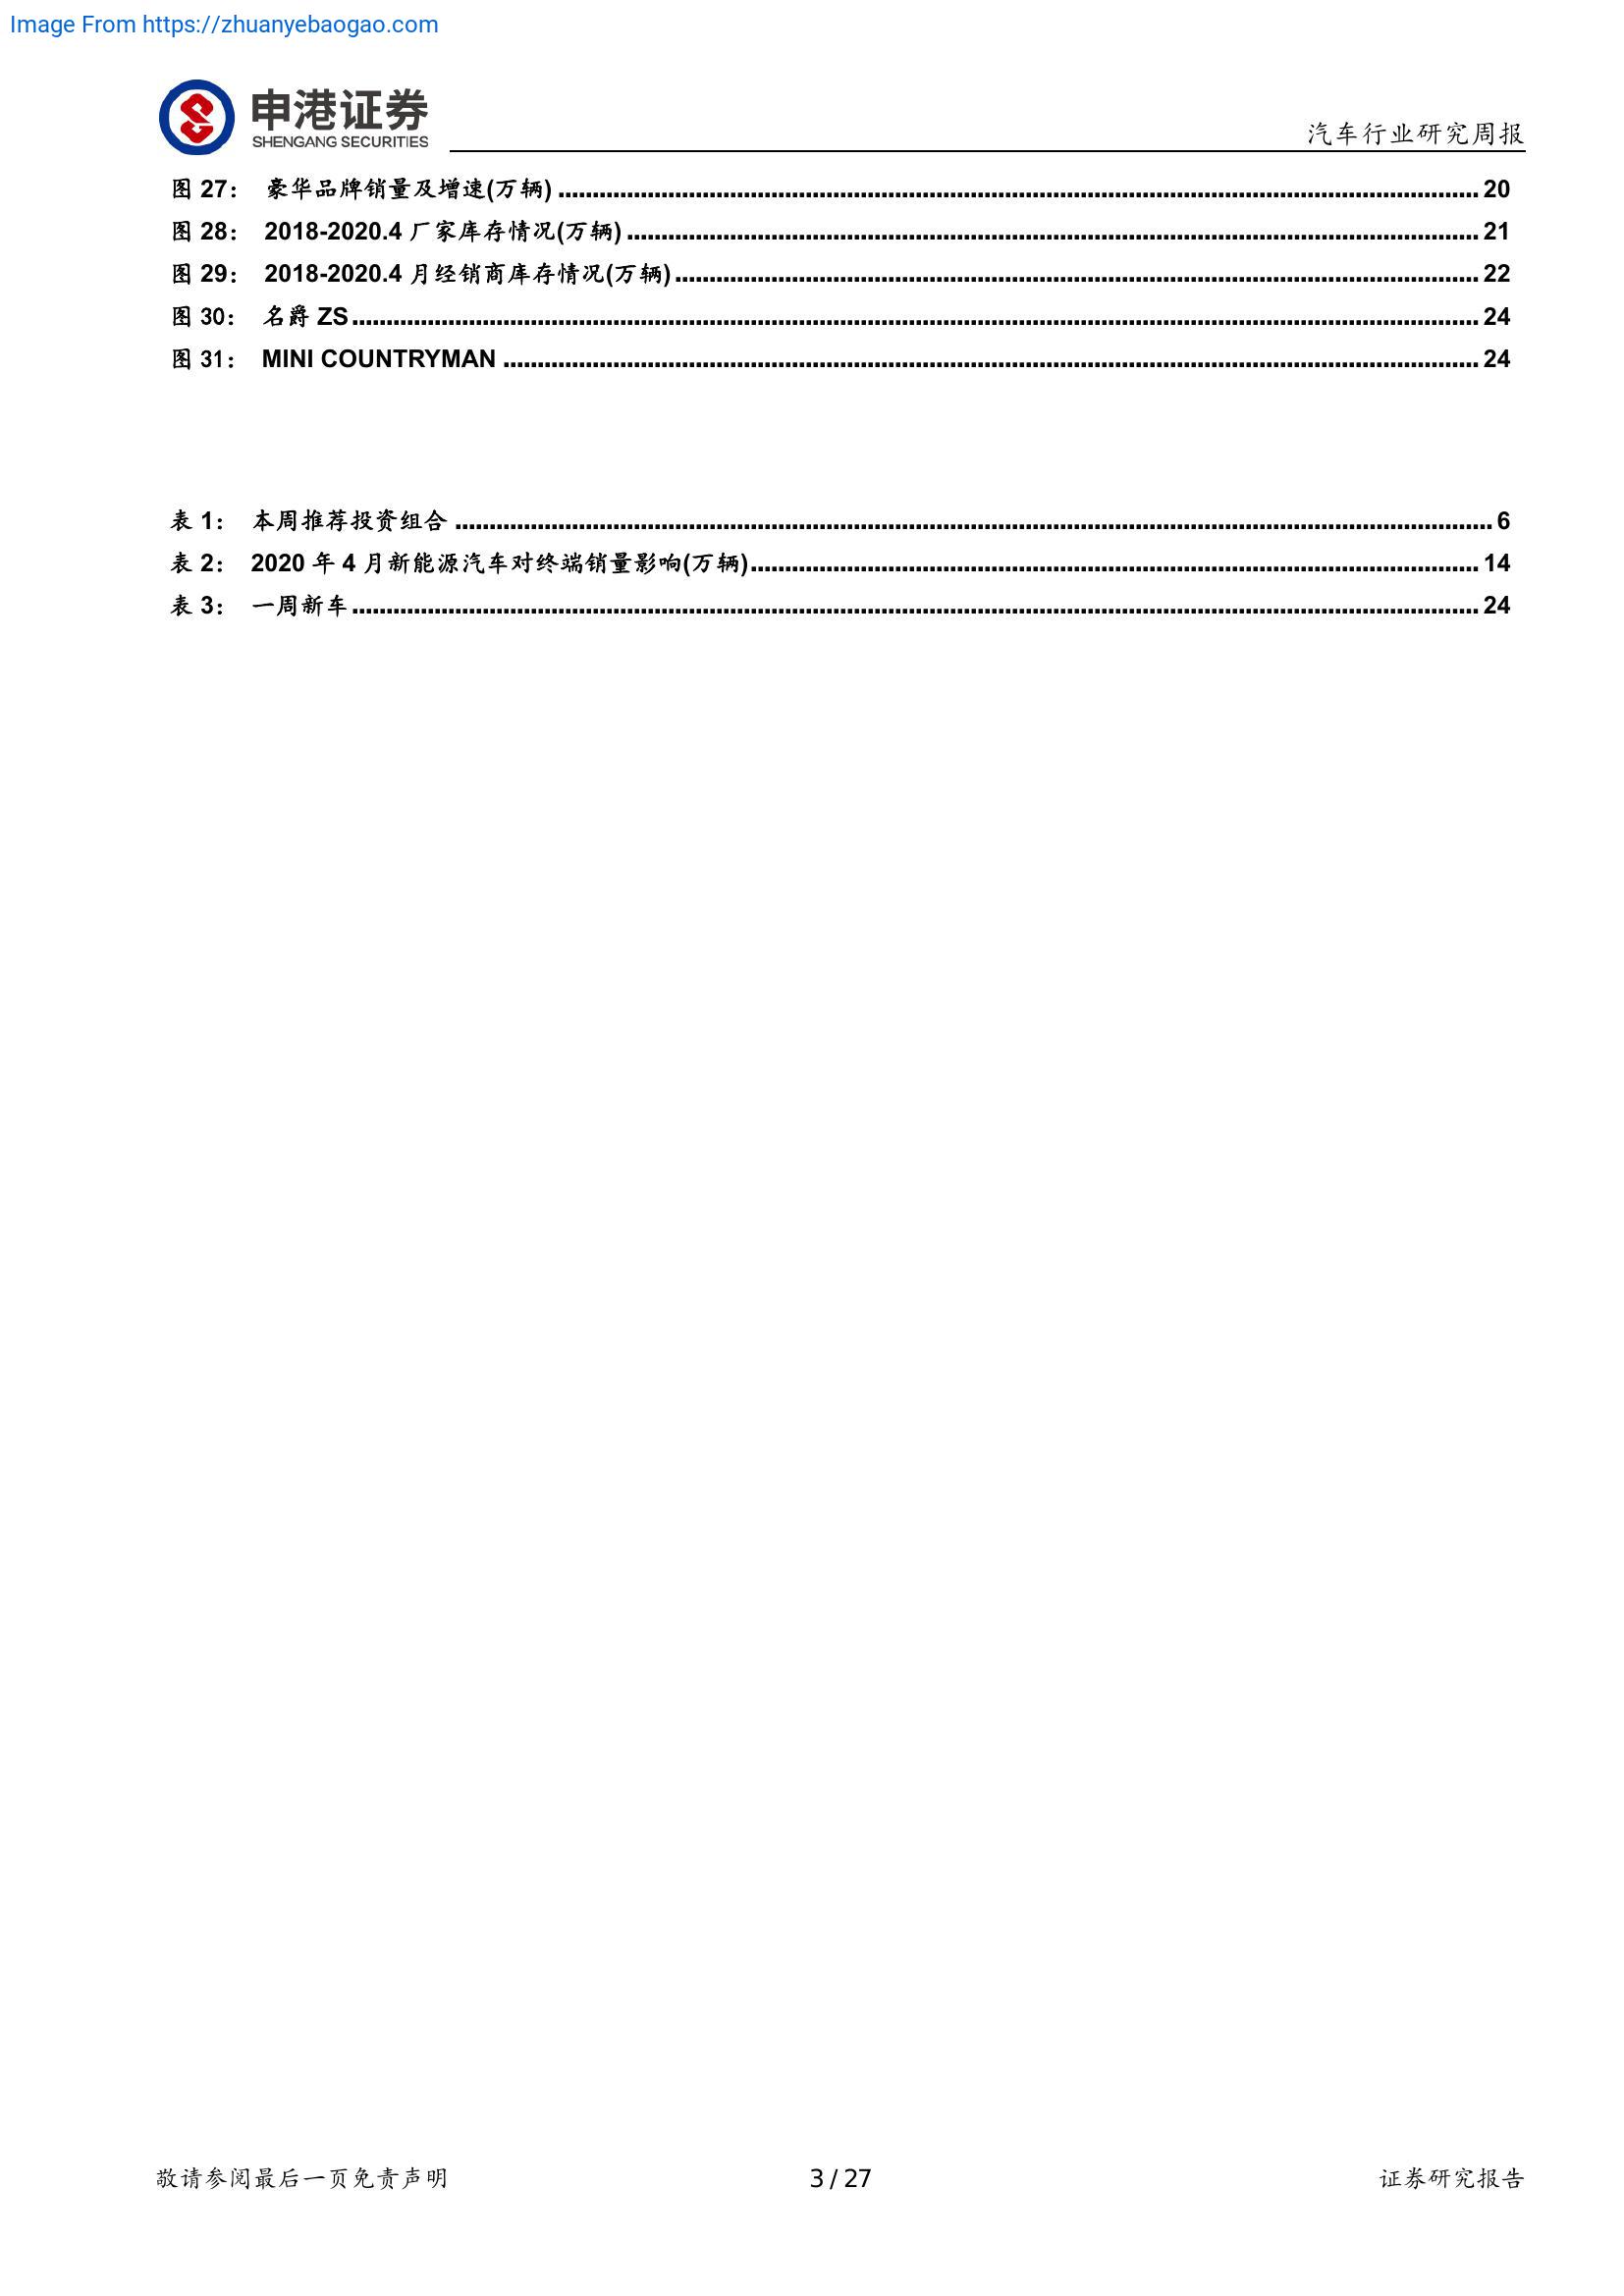 Image From https://zhuanyebaogao.com
申港证券
SHENGANG SECURITIES
汽车行业研究周报
图 27： 豪华品牌销量及增速(万辆) ........................................ 20
图 28： 2018-2020.4 厂家库存情况(万辆) ........................................ 21
图 29： 2018-2020.4 月经销商库存情况(万辆) ........................................ 22
图 30： 名爵 ZS ........................................ 24
图 31： MINI COUNTRYMAN ........................................ 24
表 1： 本周推荐投资组合 ........................................ 6
表 2： 2020 年 4 月新能源汽车对终端销量影响(万辆) ........................................ 14
表 3： 一周新车 ........................................ 24
敬请参阅最后一页免责声明
3 / 27
证券研究报告